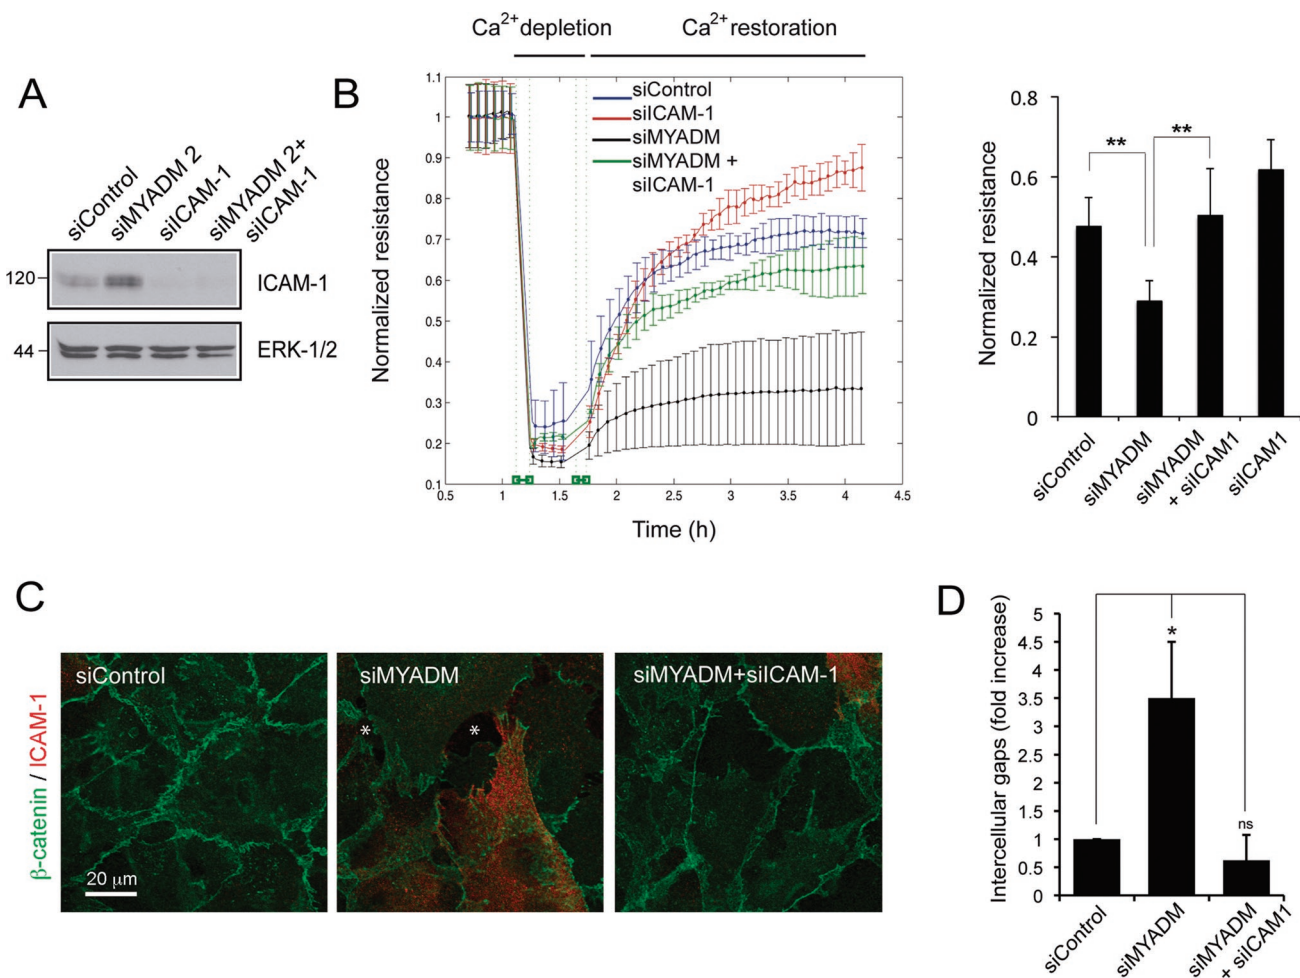 Ca2+ depletion
Ca2+ restoration
A
siControl
siMYADM 2
siICAM-1
siMYADM 2+
siICAM-1
120
ICAM-1
44
ERK-1/2
B
Normalized resistance
1.1
1
0.9
0.8
0.7
0.6
0.5
0.4
0.3
0.2
0.1
siControl
siICAM-1
siMYADM
siMYADM +
siICAM-1
0.5
1
1.5
2
2.5
3
3.5
4
4.5
Time (h)
Normalized resistance
0.8
0.6
0.4
0.2
0
**
**
siControl
siMYADM
siMYADM
+ siICAM1
siICAM1
C
β-catenin / ICAM-1
siControl
20 μm
siMYADM
*
*
siMYADM+siICAM-1
D
Intercellular gaps (fold increase)
5
4.5
4
3.5
3
2.5
2
1.5
1
0.5
0
*
ns
siControl
siMYADM
siMYADM
+ siICAM1